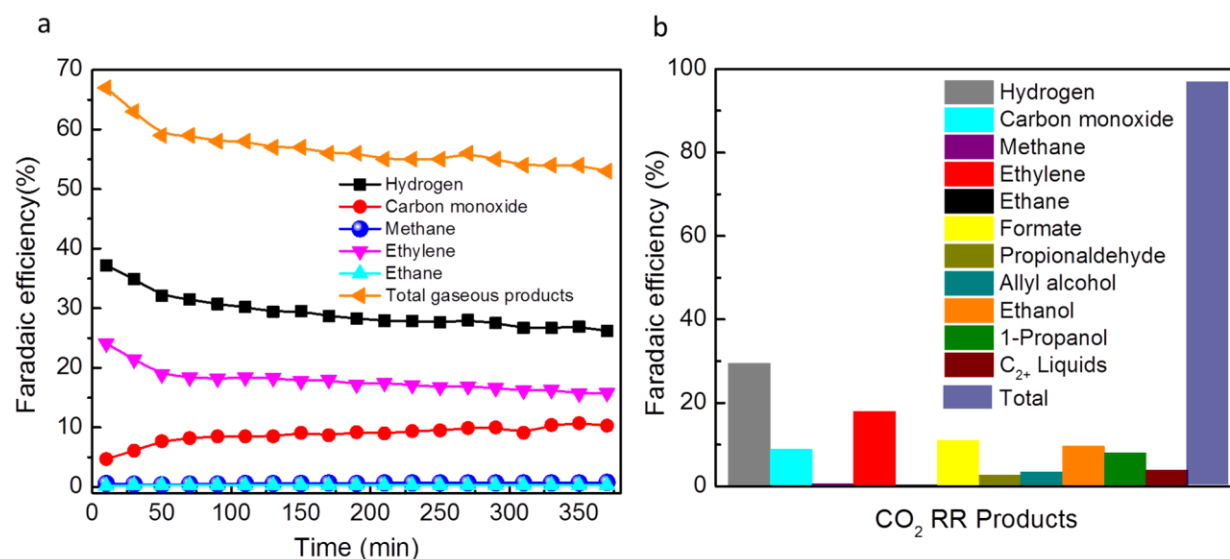 a
70
60
50
40
30
20
10
0
Faradaic efficiency(%)
Hydrogen
Carbon monoxide
Methane
Ethylene
Ethane
Total gaseous products
0 50 100 150 200 250 300 350
Time (min)
b
100
80
60
40
20
0
Faradaic efficiency (%)
Hydrogen
Carbon monoxide
Methane
Ethylene
Ethane
Formate
Propionaldehyde
Allyl alcohol
Ethanol
1-Propanol
C₂₊ Liquids
Total
CO₂ RR Products